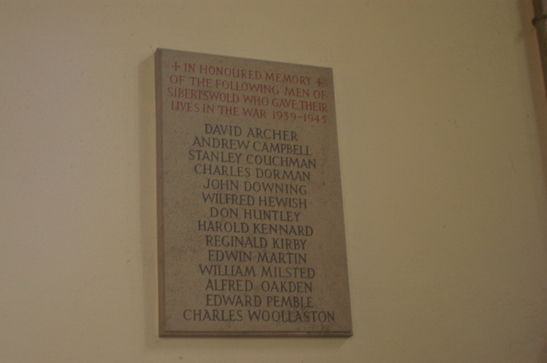 + IN HONOURED MEMORY +
OF THE FOLLOWING MEN OF
SIBERTSWOLD WHO GAVE THEIR
LIVES IN THE WAR 1939-1945
DAVID ARCHER
ANDREW CAMPBELL
STANLEY COUCHMAN
CHARLES DORMAN
JOHN DOWNING
WILFRED HEWISH
DON HUNTLEY
HAROLD KENNARD
REGINALD KIRBY
EDWIN MARTIN
WILLIAM MILSTED
ALFRED OAKDEN
EDWARD PEMBLE
CHARLES WOOLLASTON